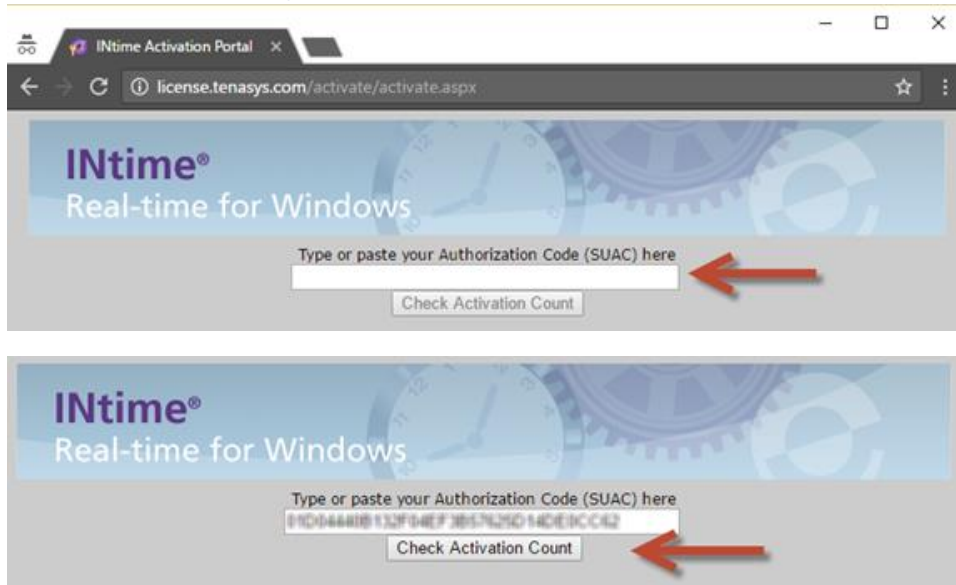 INtime Activation Portal
license.tenasys.com/activate/activate.aspx
INtime®
Real-time for Windows
Type or paste your Authorization Code (SUAC) here
Check Activation Count
INtime®
Real-time for Windows
Type or paste your Authorization Code (SUAC) here
Check Activation Count